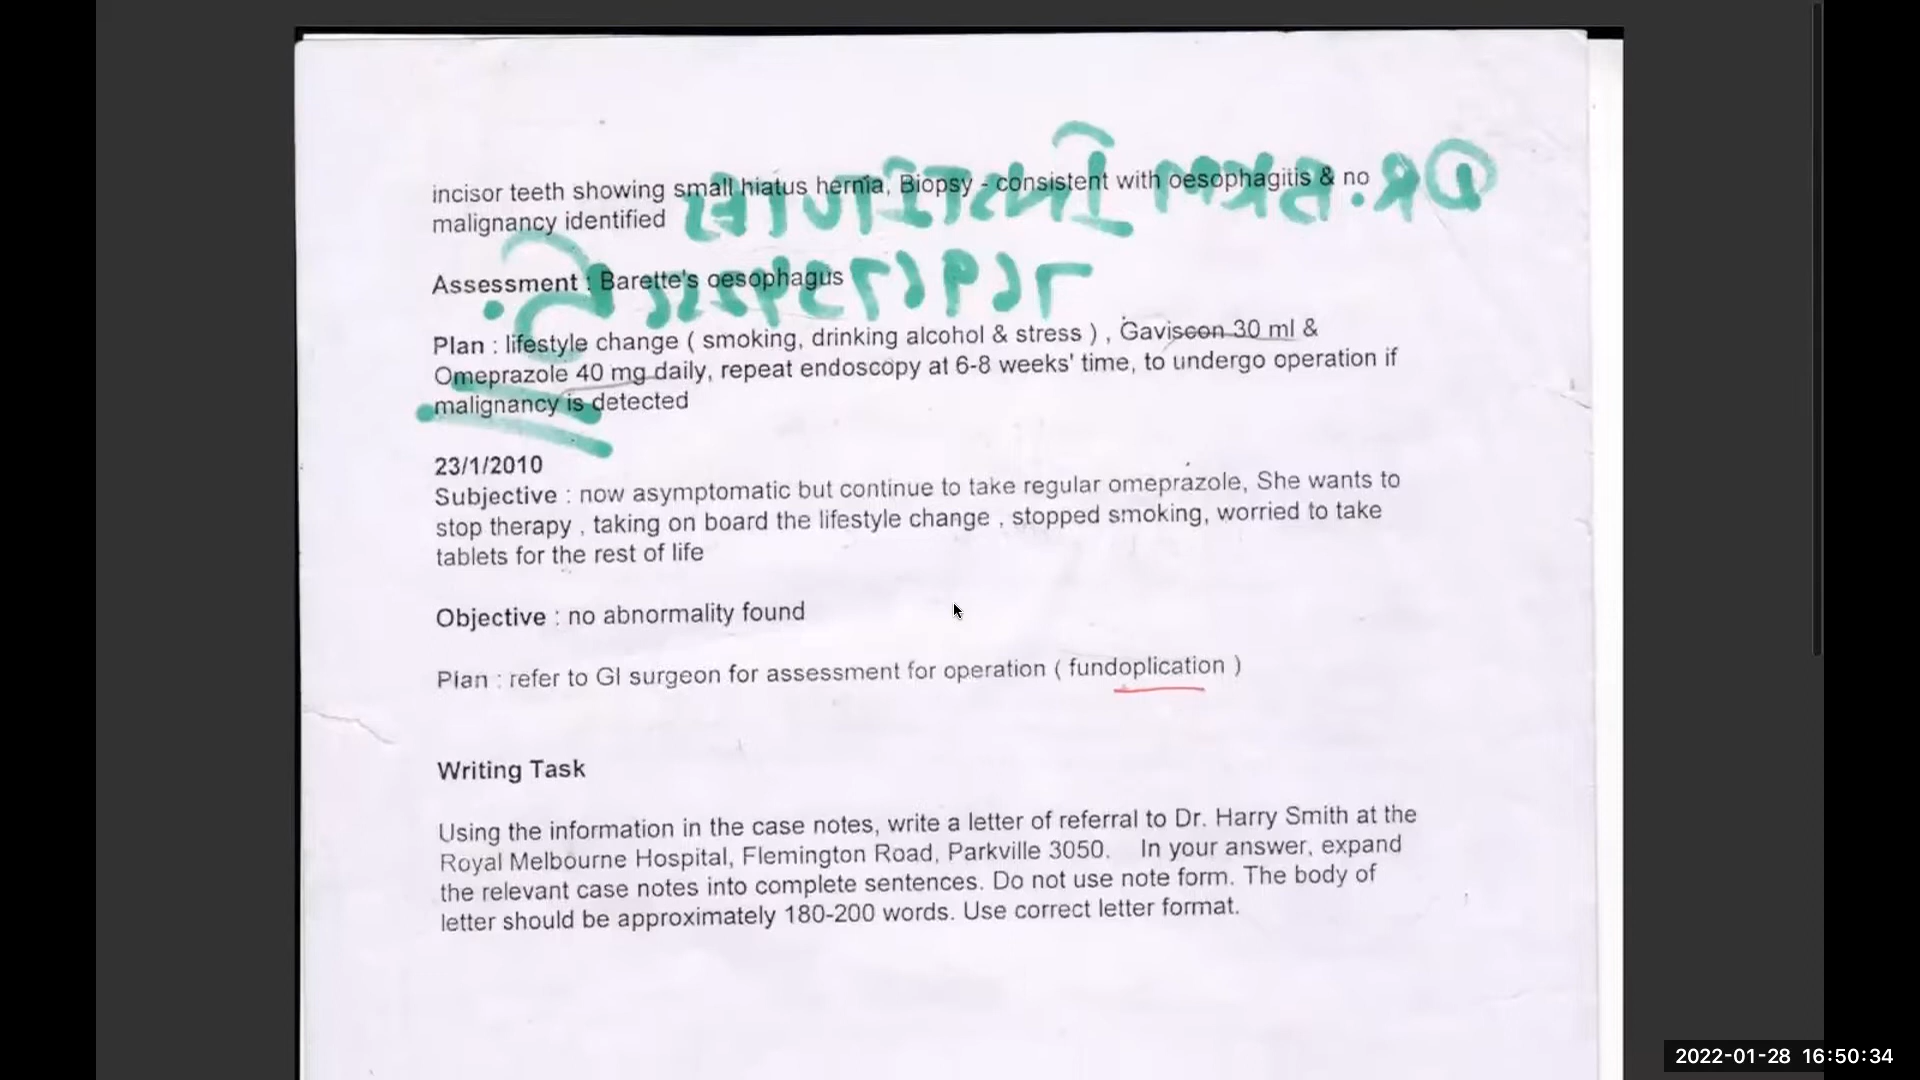 incisor teeth showing small hiatus hernia, Biopsy - consistent with oesophagitis & no
malignancy identified
Assessment : Barette's oesophagus
Plan : lifestyle change ( smoking, drinking alcohol & stress ) , Gaviscon 30 ml &
Omeprazole 40 mg daily, repeat endoscopy at 6-8 weeks' time, to undergo operation if
malignancy is detected
23/1/2010
Subjective : now asymptomatic but continue to take regular omeprazole, She wants to
stop therapy , taking on board the lifestyle change , stopped smoking, worried to take
tablets for the rest of life
Objective : no abnormality found
Plan : refer to GI surgeon for assessment for operation ( fundoplication )
Writing Task
Using the information in the case notes, write a letter of referral to Dr. Harry Smith at the
Royal Melbourne Hospital, Flemington Road, Parkville 3050. In your answer, expand
the relevant case notes into complete sentences. Do not use note form. The body of
letter should be approximately 180-200 words. Use correct letter format.
2022-01-28 16:50:34